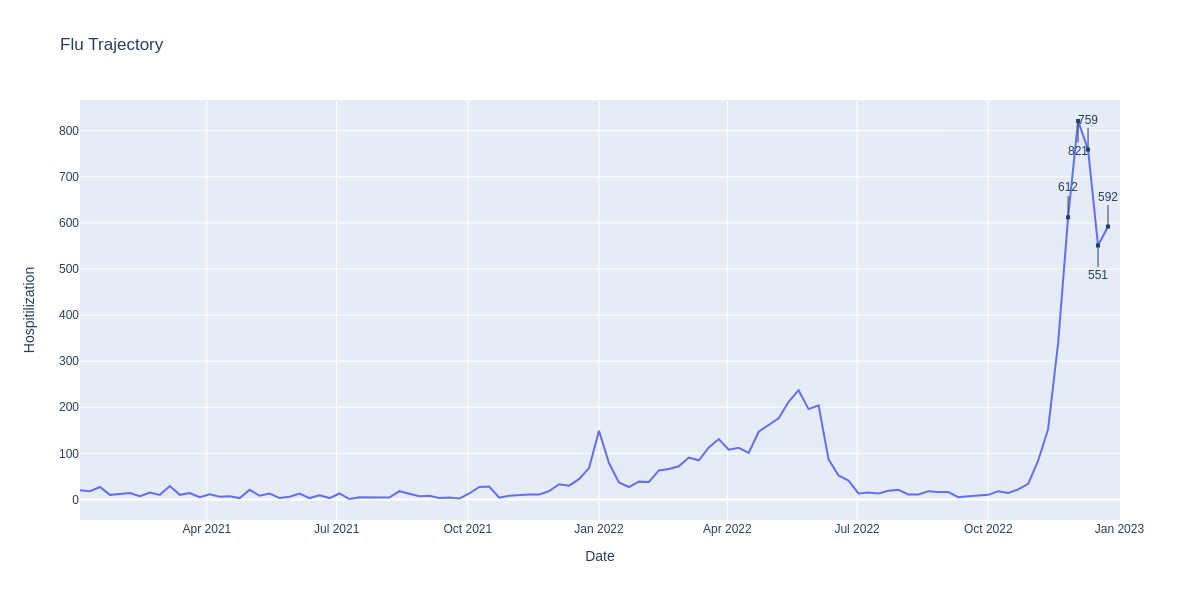 Flu Trajectory
Hospitilization
800
700
600
500
400
300
200
100
0
759
821
612
592
551
Apr 2021
Jul 2021
Oct 2021
Jan 2022
Apr 2022
Jul 2022
Oct 2022
Jan 2023
Date